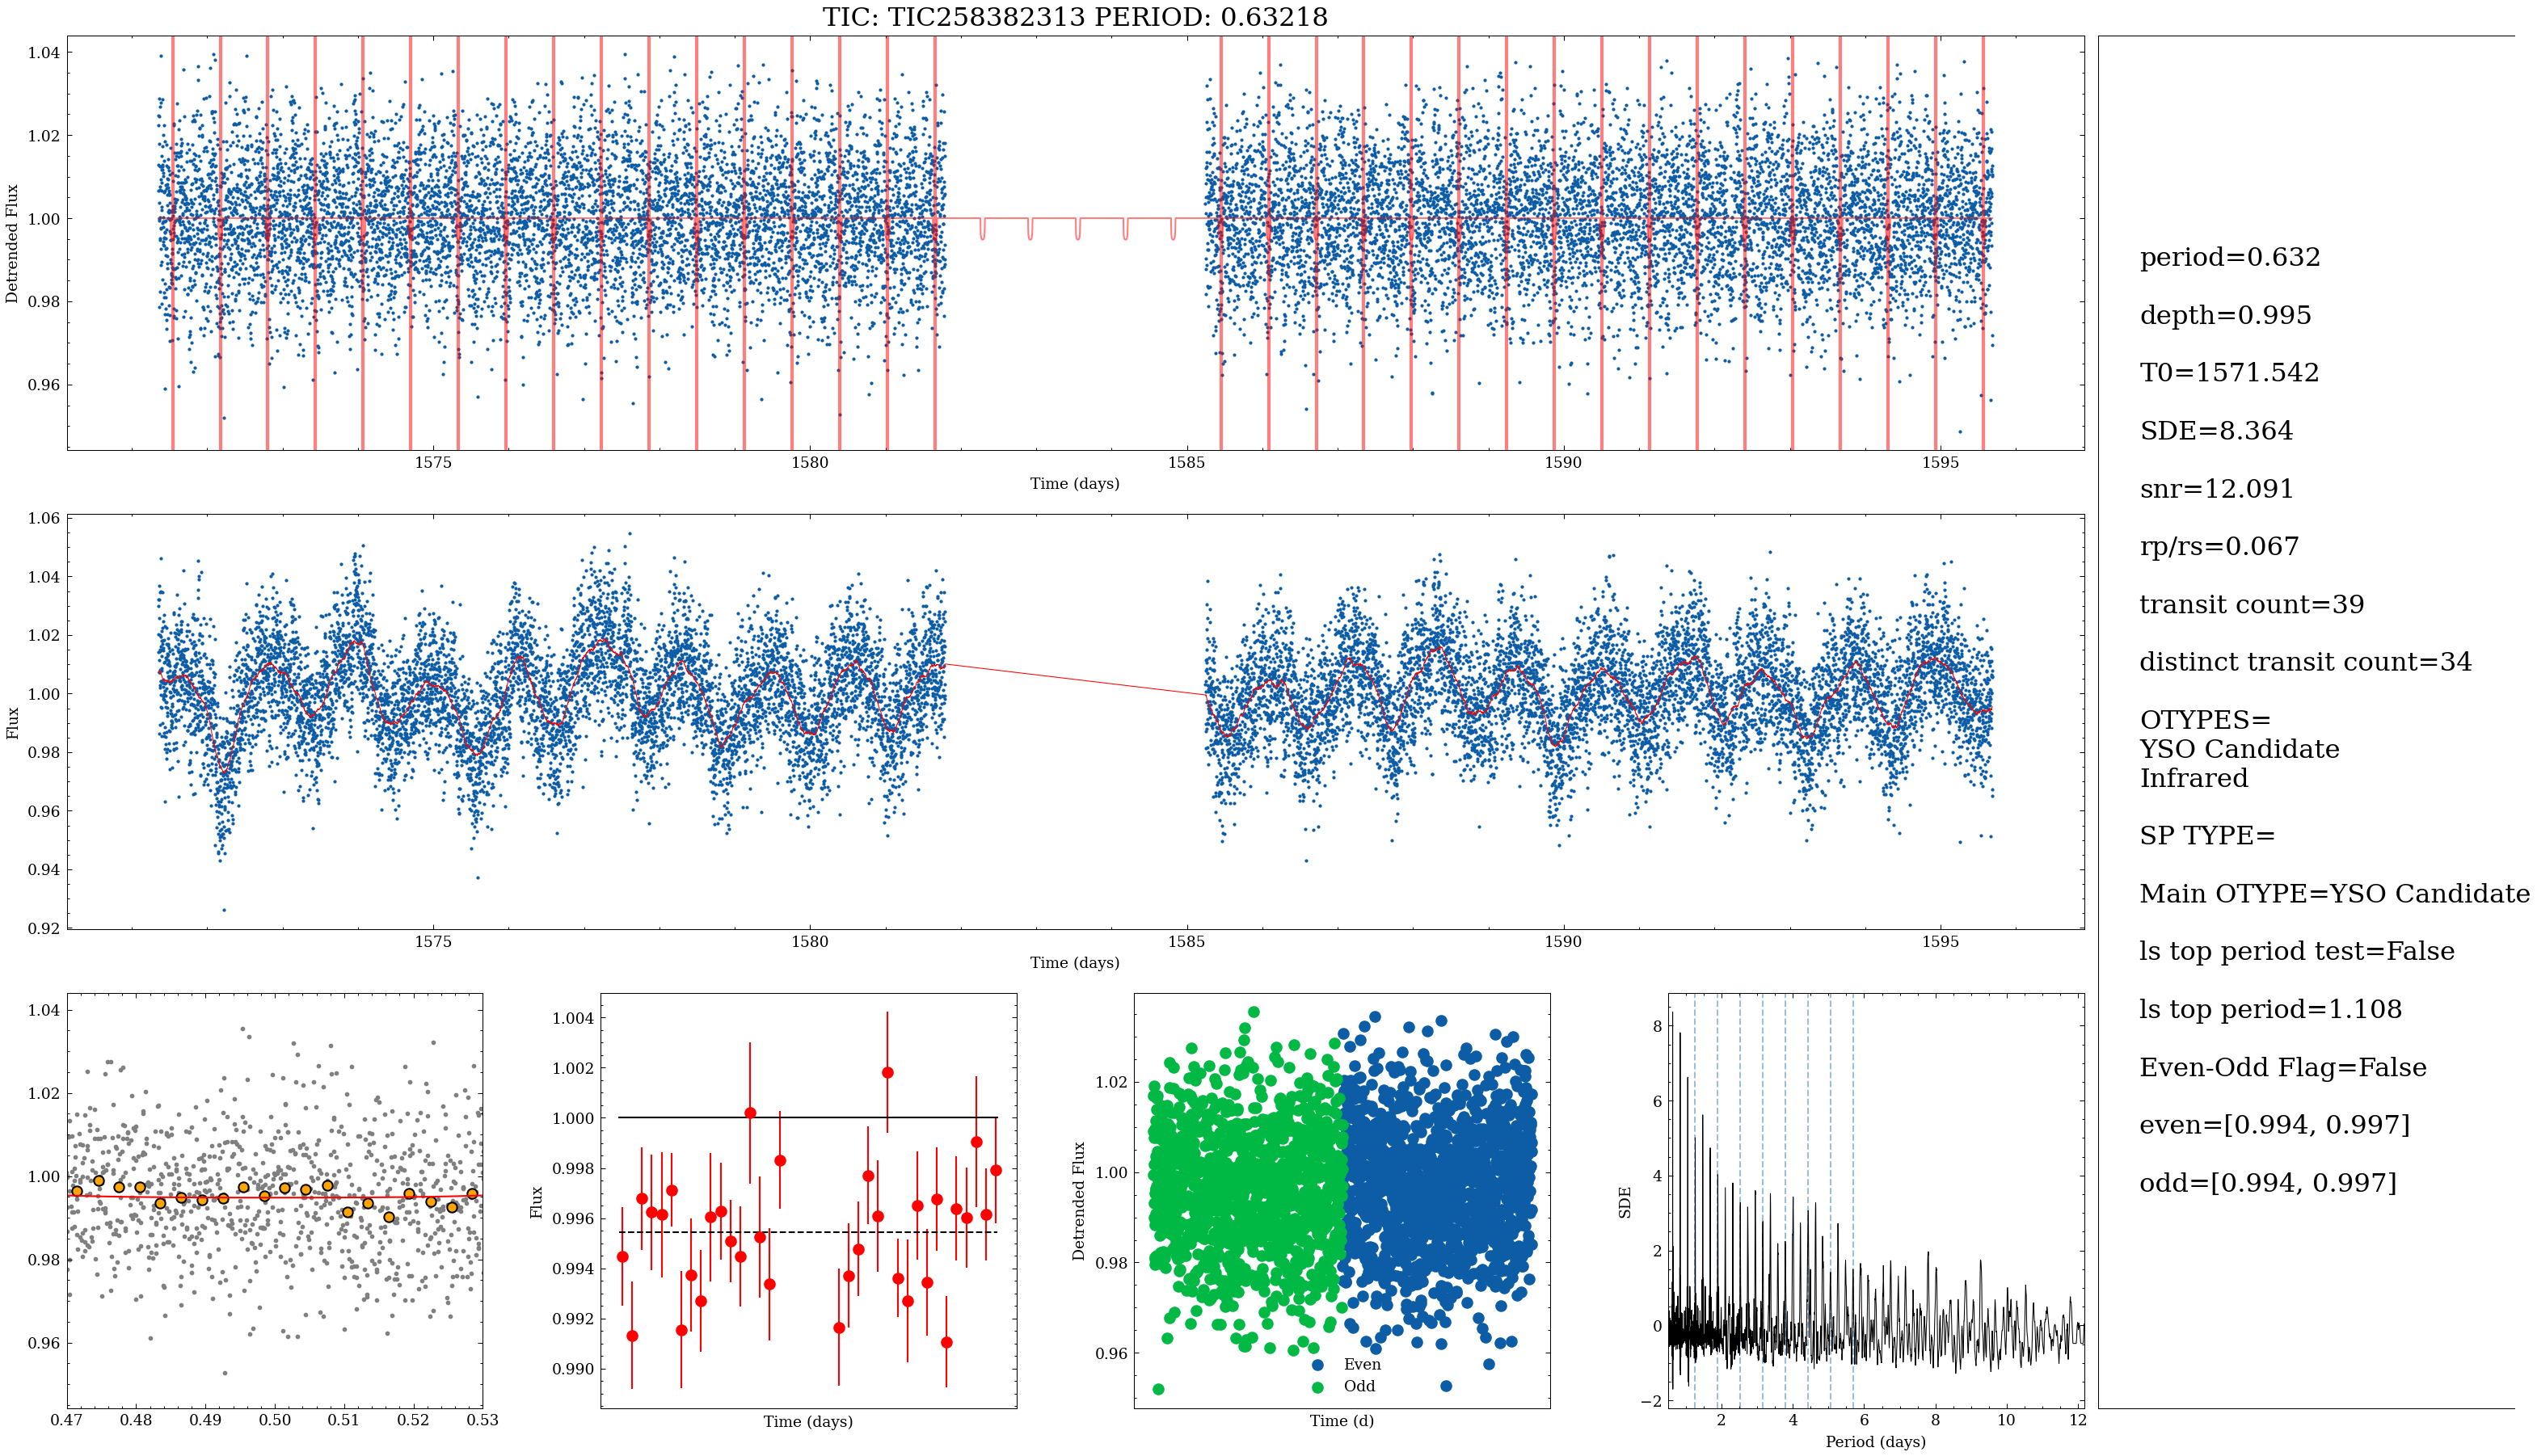 TIC: TIC258382313 PERIOD: 0.63218
1.04
1.02
1.00
0.98
0.96
Detrended Flux
1575
1580
1585
1590
1595
Time (days)
1.06
1.04
1.02
1.00
0.98
0.96
0.94
0.92
Flux
1575
1580
1585
1590
1595
Time (days)
1.04
1.02
1.00
0.98
0.96
0.47
0.48
0.49
0.50
0.51
0.52
0.53
1.004
1.002
1.000
0.998
0.996
0.994
0.992
0.990
Flux
Time (days)
1.02
1.00
0.98
0.96
Detrended Flux
Even
Odd
Time (d)
8
6
4
2
0
−2
SDE
2
4
6
8
10
12
Period (days)
period=0.632
depth=0.995
T0=1571.542
SDE=8.364
snr=12.091
rp/rs=0.067
transit count=39
distinct transit count=34
OTYPES=
YSO Candidate
Infrared
SP TYPE=
Main OTYPE=YSO Candidate
ls top period test=False
ls top period=1.108
Even-Odd Flag=False
even=[0.994, 0.997]
odd=[0.994, 0.997]